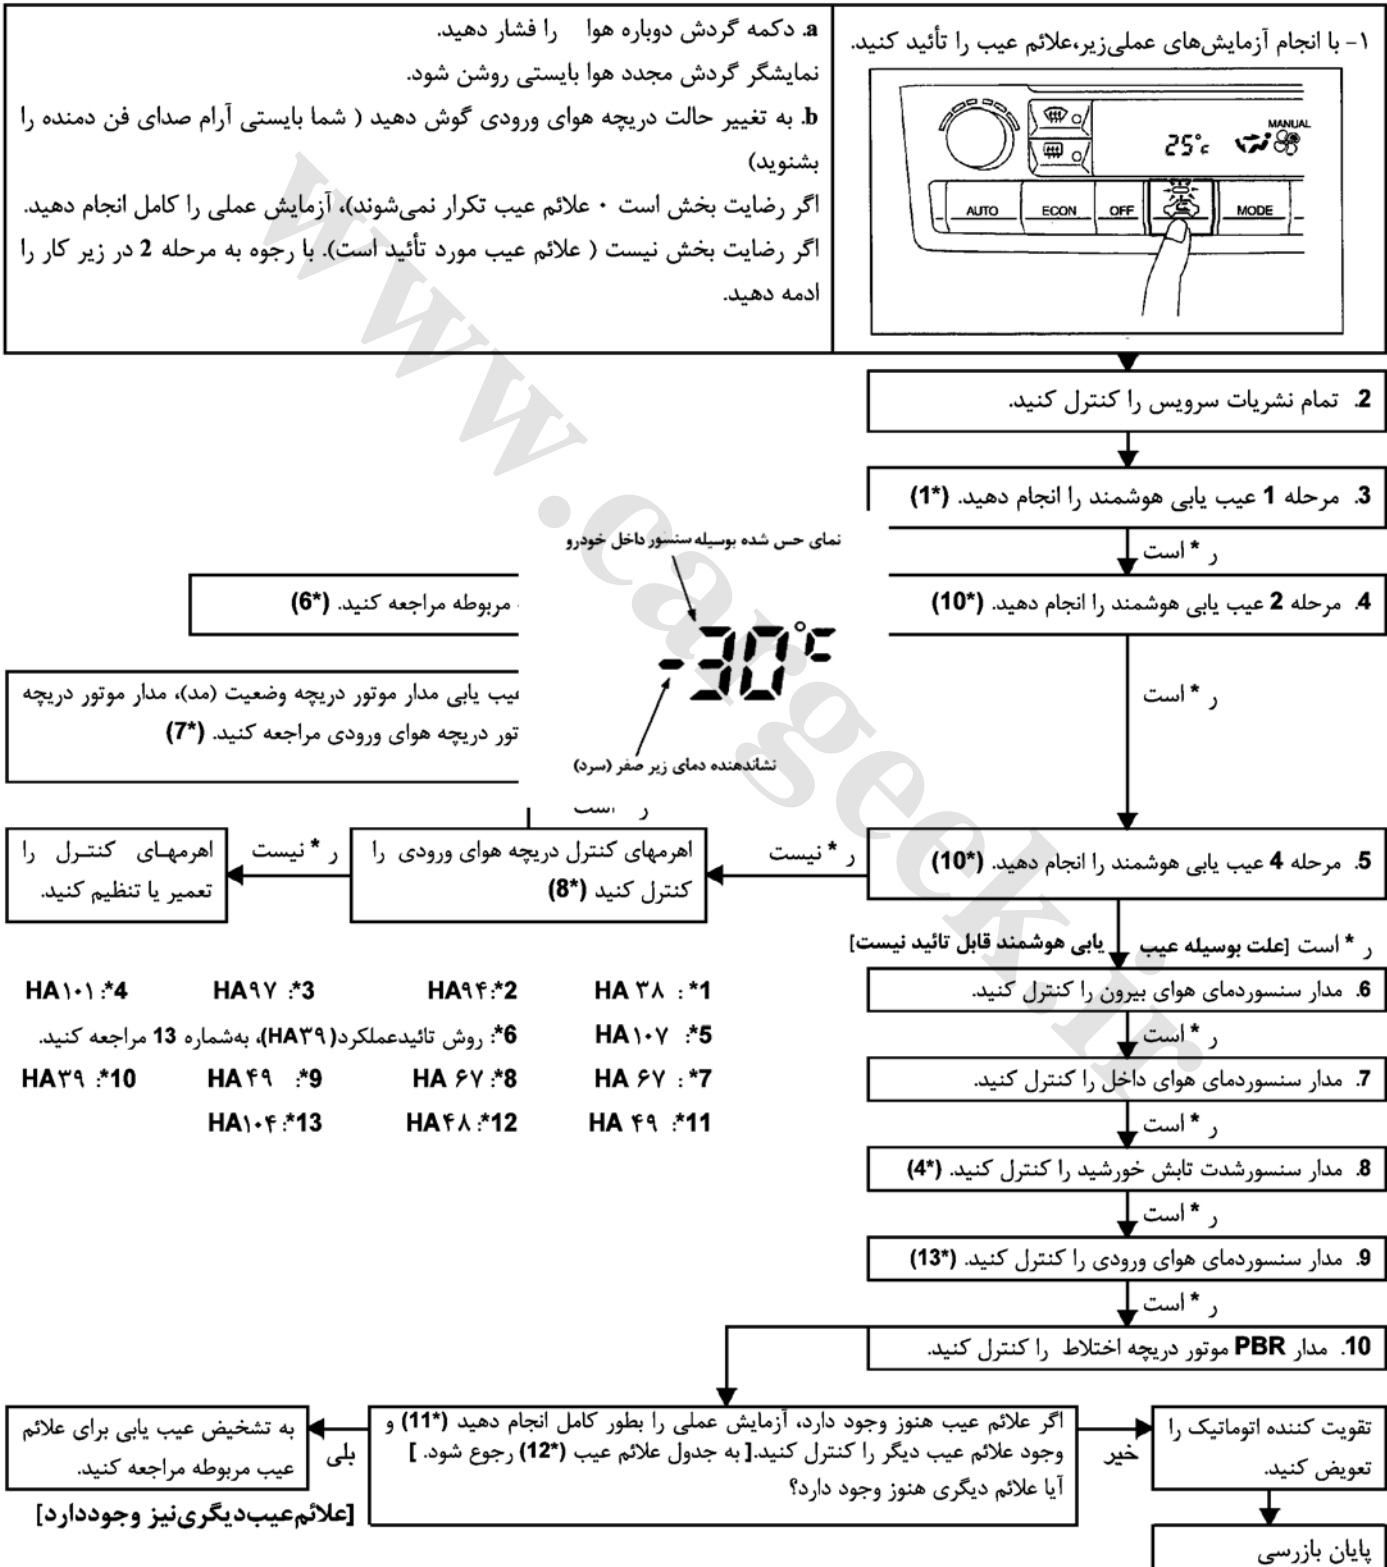 ۱- با انجام آزمایش‌های عملی‌زیر،علائم عیب را تأئید کنید.
MANUAL
25°c
AUTO
ECON
OFF
MODE
a. دکمه گردش دوباره هوا را فشار دهید.
نمایشگر گردش مجدد هوا بایستی روشن شود.
b. به تغییر حالت دریچه هوای ورودی گوش دهید ( شما بایستی آرام صدای فن دمنده را
بشنوید)
اگر رضایت بخش است ۰ علائم عیب تکرار نمی‌شوند)، آزمایش عملی را کامل انجام دهید.
اگر رضایت بخش نیست ( علائم عیب مورد تأئید است). با رجوه به مرحله 2 در زیر کار را
ادمه دهید.
2. تمام نشریات سرویس را کنترل کنید.
3. مرحله 1 عیب یابی هوشمند را انجام دهید. (*1)
ر * است
4. مرحله 2 عیب یابی هوشمند را انجام دهید. (*10)
نمای حس شده بوسیله سنسور داخل خودرو
-30°c
نشاندهنده دمای زیر صفر (سرد)
مربوطه مراجعه کنید. (*6)
ر * است
عیب یابی مدار موتور دریچه وضعیت (مد)، مدار موتور دریچه
تور دریچه هوای ورودی مراجعه کنید. (*7)
ر است
5. مرحله 4 عیب یابی هوشمند را انجام دهید. (*10)
ر * نیست
اهرمهای کنترل دریچه هوای ورودی را
کنترل کنید (*8)
ر * نیست
اهرمهـای کنتـرل را
تعمیر یا تنظیم کنید.
ر * است [علت بوسیله عیب یابی هوشمند قابل تائید نیست]
6. مدار سنسوردمای هوای بیرون را کنترل کنید.
ر * است
7. مدار سنسوردمای هوای داخل را کنترل کنید.
ر * است
8. مدار سنسورشدت تابش خورشید را کنترل کنید. (*4)
ر * است
9. مدار سنسوردمای هوای ورودی را کنترل کنید. (*13)
ر * است
10. مدار PBR موتور دریچه اختلاط را کنترل کنید.
*1: HA ۳۸ *2: HA۹۴ *3: HA۹۷ *4: HA۱۰۱
*5: HA۱۰۷ *6: روش تائیدعملکرد(HA۳۹)، به‌شماره 13 مراجعه کنید.
*7: HA ۶۷ *8: HA ۶۷ *9: HA۴۹ *10: HA۳۹
*11: HA ۴۹ *12: HA۴۸ *13: HA۱۰۴
اگر علائم عیب هنوز وجود دارد، آزمایش عملی را بطور کامل انجام دهید (*11) و
وجود علائم عیب دیگر را کنترل کنید.[ به جدول علائم عیب (*12) رجوع شود. ]
آیا علائم دیگری هنوز وجود دارد؟
خیر
تقویت کننده اتوماتیک را
تعویض کنید.
پایان بازرسی
بلی
به تشخیض عیب یابی برای علائم
عیب مربوطه مراجعه کنید.
[علائم‌عیب‌دیگری‌نیز وجوددارد]
www.cargeek.ir